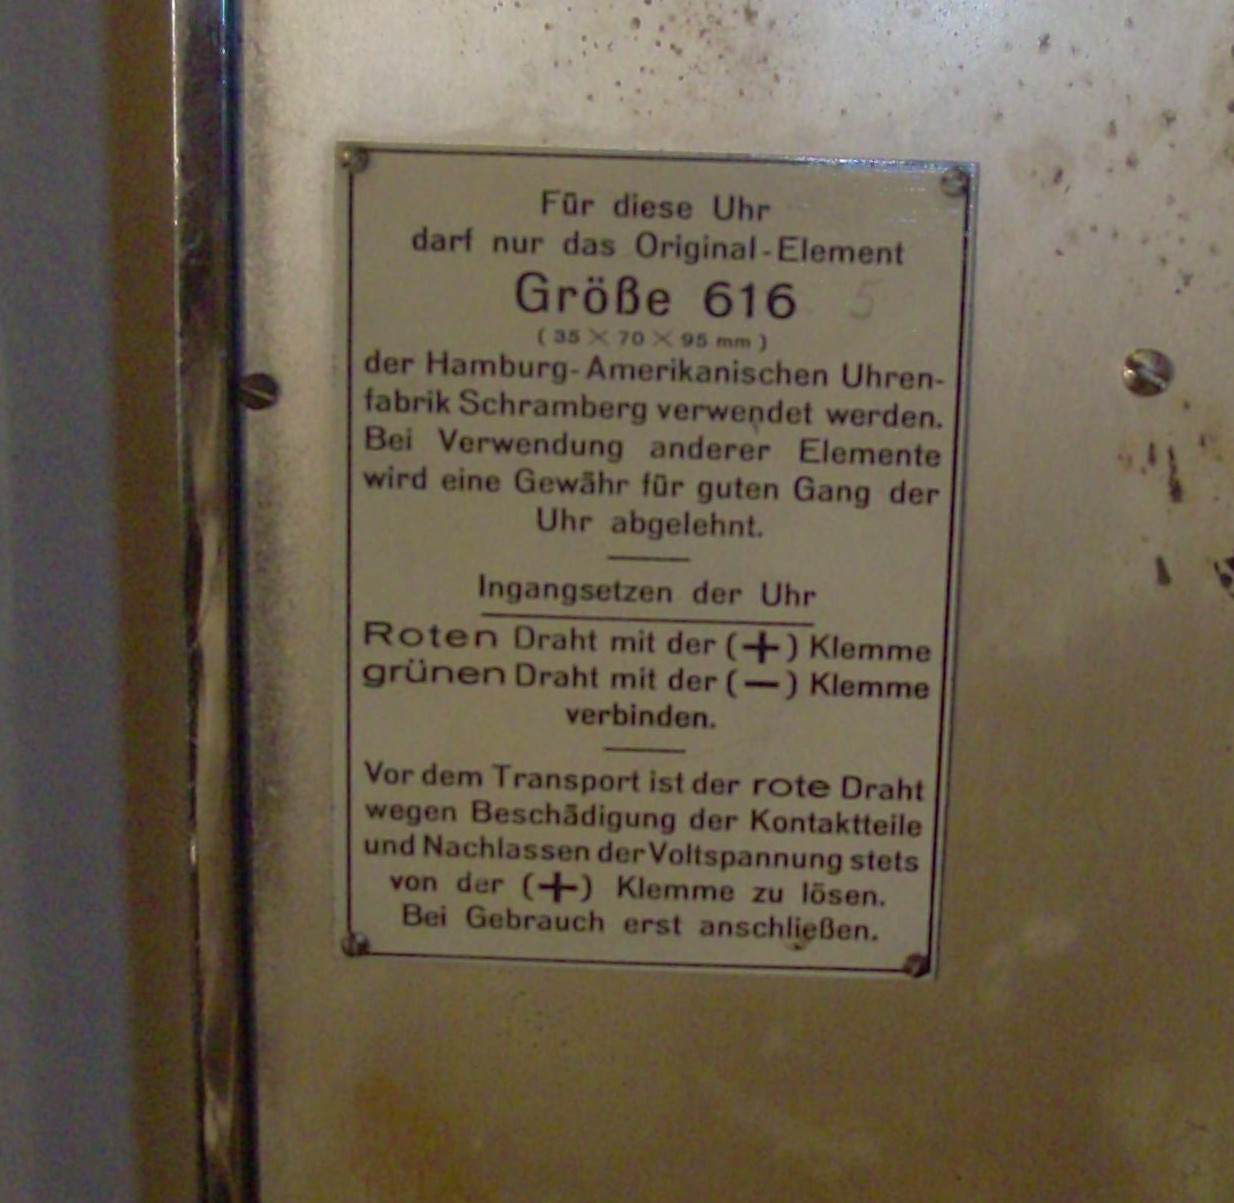 Für diese Uhr
darf nur das Original-Element
Größe 616 5
(35 × 70 × 95 mm)
der Hamburg-Amerikanischen Uhren-
fabrik Schramberg verwendet werden.
Bei Verwendung anderer Elemente
wird eine Gewähr für guten Gang der
Uhr abgelehnt.
Ingangsetzen der Uhr
Roten Draht mit der (+) Klemme
grünen Draht mit der (—) Klemme
verbinden.
Vor dem Transport ist der rote Draht
wegen Beschädigung der Kontaktteile
und Nachlassen der Voltspannung stets
von der (+) Klemme zu lösen.
Bei Gebrauch erst anschließen.